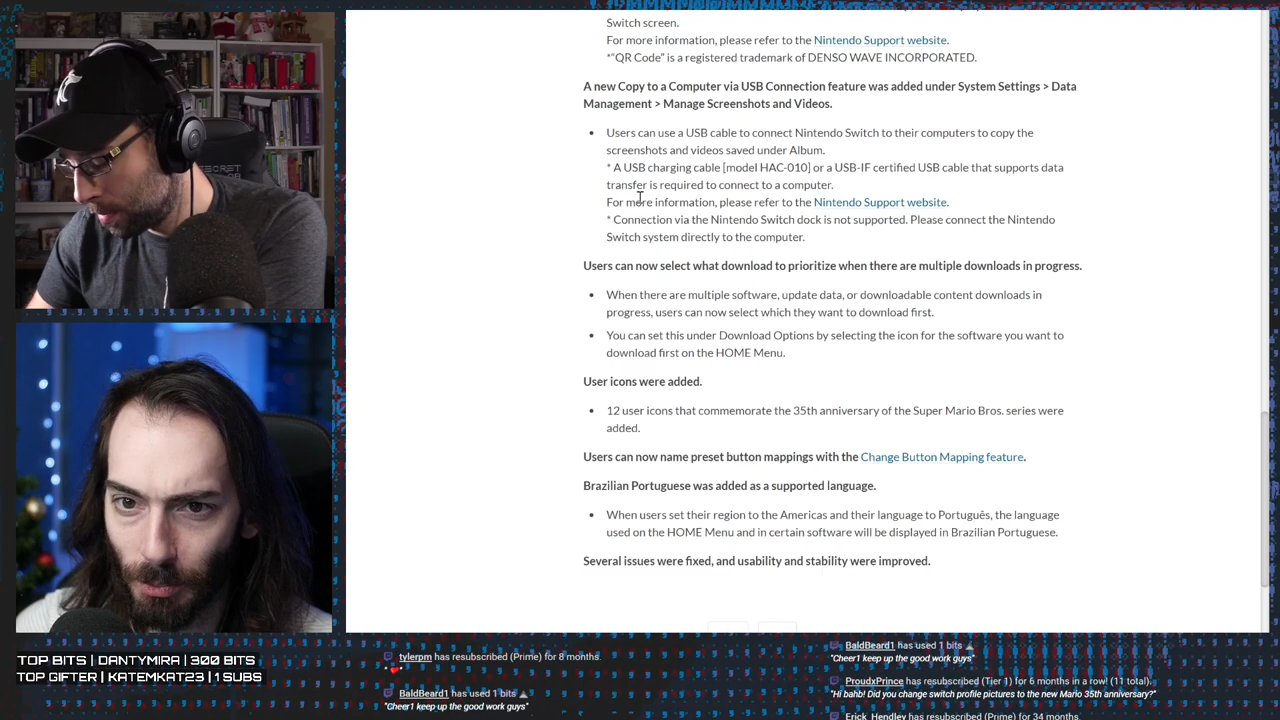 Switch screen.
For more information, please refer to the Nintendo Support website.
*"QR Code" is a registered trademark of DENSO WAVE INCORPORATED.
A new Copy to a Computer via USB Connection feature was added under System Settings > Data
Management > Manage Screenshots and Videos.
• Users can use a USB cable to connect Nintendo Switch to their computers to copy the
screenshots and videos saved under Album.
* A USB charging cable [model HAC-010] or a USB-IF certified USB cable that supports data
transfer is required to connect to a computer.
For more information, please refer to the Nintendo Support website.
* Connection via the Nintendo Switch dock is not supported. Please connect the Nintendo
Switch system directly to the computer.
Users can now select what download to prioritize when there are multiple downloads in progress.
• When there are multiple software, update data, or downloadable content downloads in
progress, users can now select which they want to download first.
• You can set this under Download Options by selecting the icon for the software you want to
download first on the HOME Menu.
User icons were added.
• 12 user icons that commemorate the 35th anniversary of the Super Mario Bros. series were
added.
Users can now name preset button mappings with the Change Button Mapping feature.
Brazilian Portuguese was added as a supported language.
• When users set their region to the Americas and their language to Português, the language
used on the HOME Menu and in certain software will be displayed in Brazilian Portuguese.
Several issues were fixed, and usability and stability were improved.
TOP BITS | DANTYMIRA | 300 BITS
TOP GIFTER | KATEMKAT23 | 1 SUBS
tylerpm has resubscribed (Prime) for 8 months.
BaldBeard1 has used 1 bits
"Cheer1 keep up the good work guys"
BaldBeard1 has used 1 bits
"Cheer1 keep up the good work guys"
ProudxPrince has resubscribed (Tier 1) for 6 months in a row! (11 total).
"Hi bahb! Did you change switch profile pictures to the new Mario 35th anniversary?"
Erick_Hendley has resubscribed (Prime) for 34 months.